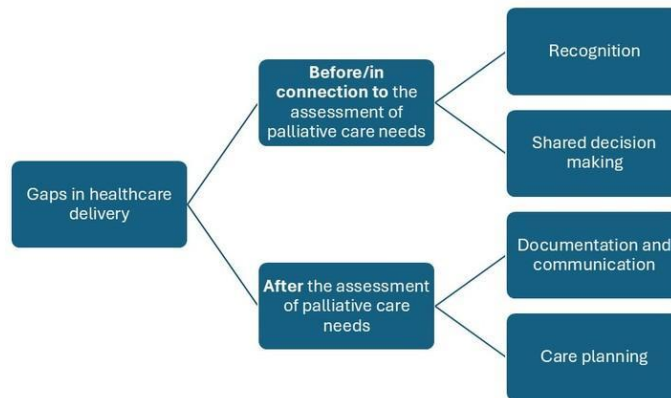 Gaps in healthcare
delivery
Before/in
connection to the
assessment of
palliative care needs
After the assessment
of palliative care
needs
Recognition
Shared decision
making
Documentation and
communication
Care planning